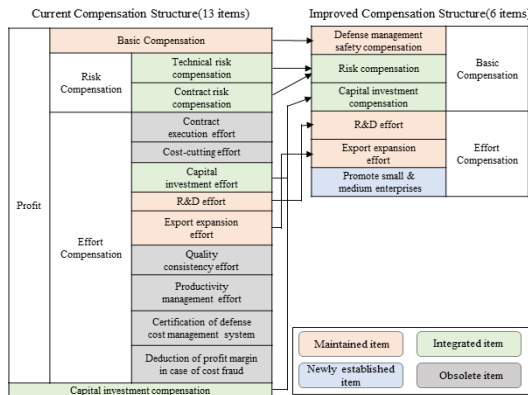 Current Compensation Structure(13 items)
Improved Compensation Structure(6 items)
Profit
Basic Compensation
Risk
Compensation
Technical risk
compensation
Contract risk
compensation
Effort
Compensation
Contract
execution effort
Cost-cutting effort
Capital
investment effort
R&D effort
Export expansion
effort
Quality
consistency effort
Productivity
management effort
Certification of defense
cost management system
Deduction of profit margin
in case of cost fraud
Capital investment compensation
Defense management
safety compensation
Risk compensation
Capital investment
compensation
Basic
Compensation
R&D effort
Export expansion
effort
Promote small &
medium enterprises
Effort
Compensation
Maintained item
Integrated item
Newly established
item
Obsolete item